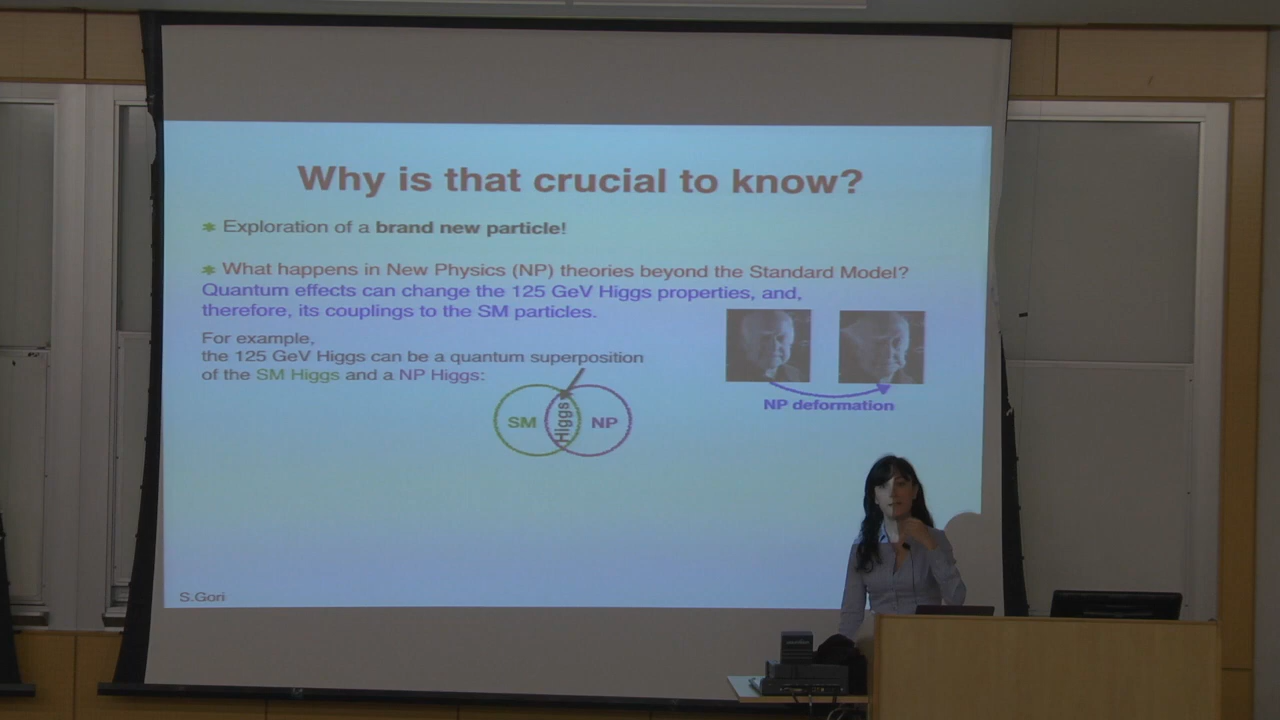 Why is that crucial to know?
* Exploration of a brand new particle!
* What happens in New Physics (NP) theories beyond the Standard Model?
Quantum effects can change the 125 GeV Higgs properties, and,
therefore, its couplings to the SM particles.
For example,
the 125 GeV Higgs can be a quantum superposition
of the SM Higgs and a NP Higgs:
SM Higgs NP
NP deformation
S.Gori